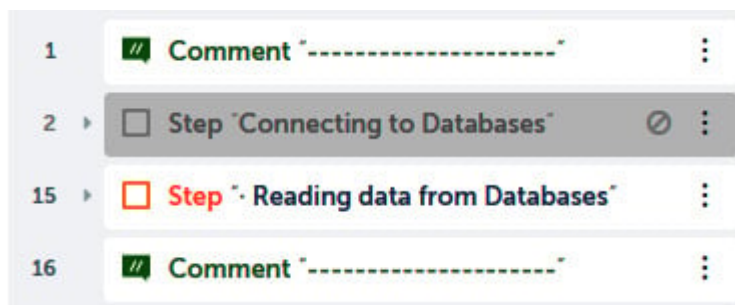 1 // Comment "---------------------"
2 Step "Connecting to Databases"
15 Step "· Reading data from Databases"
16 // Comment "---------------------"